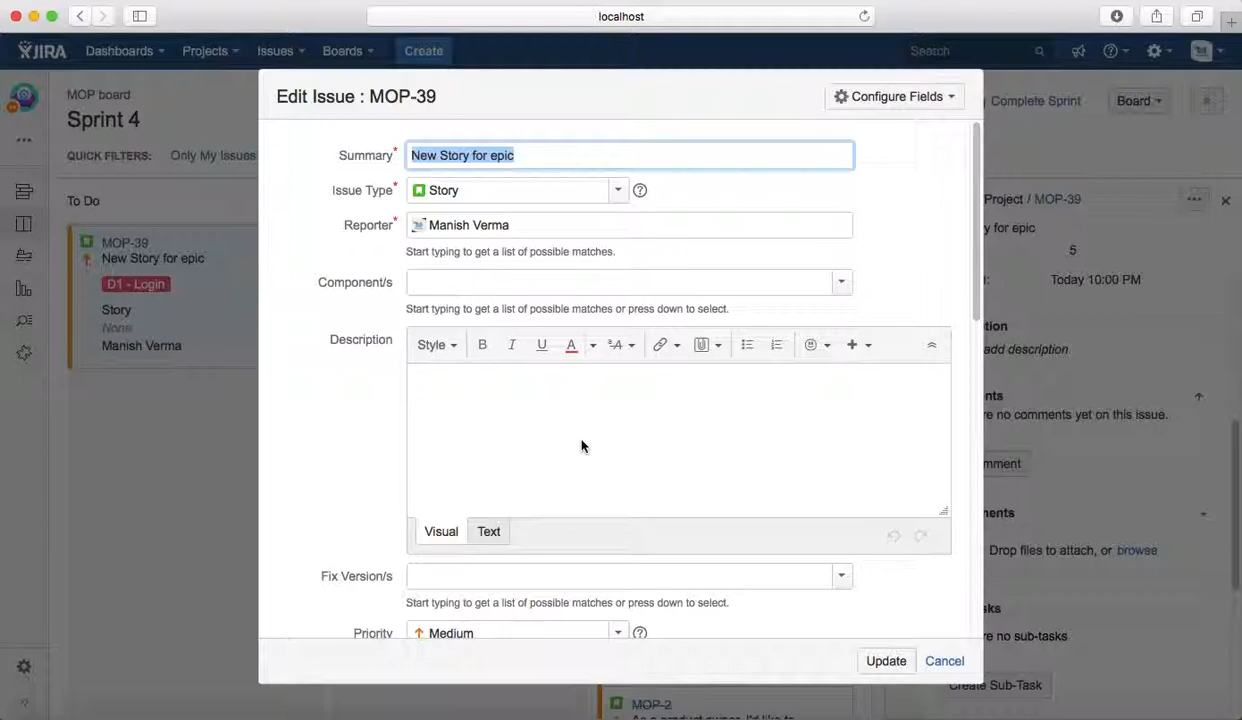 localhost
JIRA Dashboards Projects Issues Boards Create Search
MOP board
Sprint 4
Complete Sprint Board
QUICK FILTERS: Only My Issues
To Do
MOP-39
New Story for epic
D1 - Login
Story
None
Manish Verma
Edit Issue : MOP-39
Configure Fields
Summary* New Story for epic
Issue Type* Story
Reporter* Manish Verma
Start typing to get a list of possible matches.
Component/s
Start typing to get a list of possible matches or press down to select.
Description
Style B I U A
Visual Text
Fix Version/s
Start typing to get a list of possible matches or press down to select.
Priority Medium
Update Cancel
Project / MOP-39
y for epic
5
Today 10:00 PM
add description
re no comments yet on this issue.
Drop files to attach, or browse
re no sub-tasks
Create Sub-Task
MOP-2